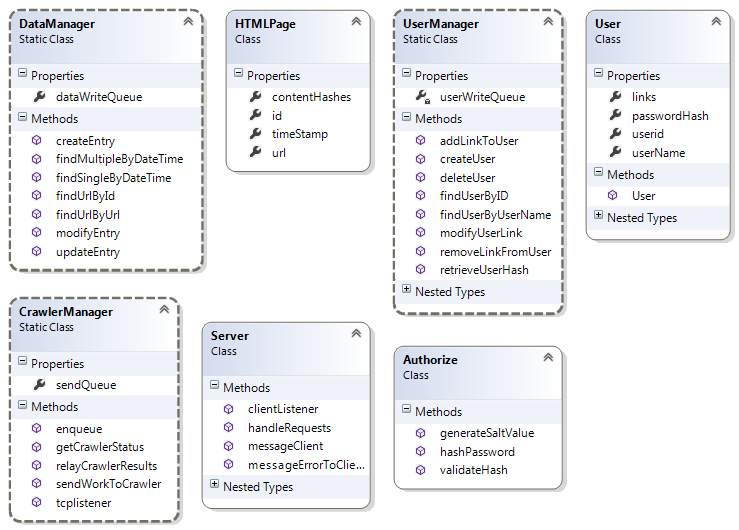 DataManager
Static Class
Properties
dataWriteQueue
Methods
createEntry
findMultipleByDateTime
findSingleByDateTime
findUrlById
findUrlByUrl
modifyEntry
updateEntry
HTMLPage
Class
Properties
contentHashes
id
timeStamp
url
UserManager
Static Class
Properties
userWriteQueue
Methods
addLinkToUser
createUser
deleteUser
findUserByID
findUserByUserName
modifyUserLink
removeLinkFromUser
retrieveUserHash
Nested Types
User
Class
Properties
links
passwordHash
userid
userName
Methods
User
Nested Types
CrawlerManager
Static Class
Properties
sendQueue
Methods
enqueue
getCrawlerStatus
relayCrawlerResults
sendWorkToCrawler
tcplistener
Server
Class
Methods
clientListener
handleRequests
messageClient
messageErrorToClie...
Nested Types
Authorize
Class
Methods
generateSaltValue
hashPassword
validateHash